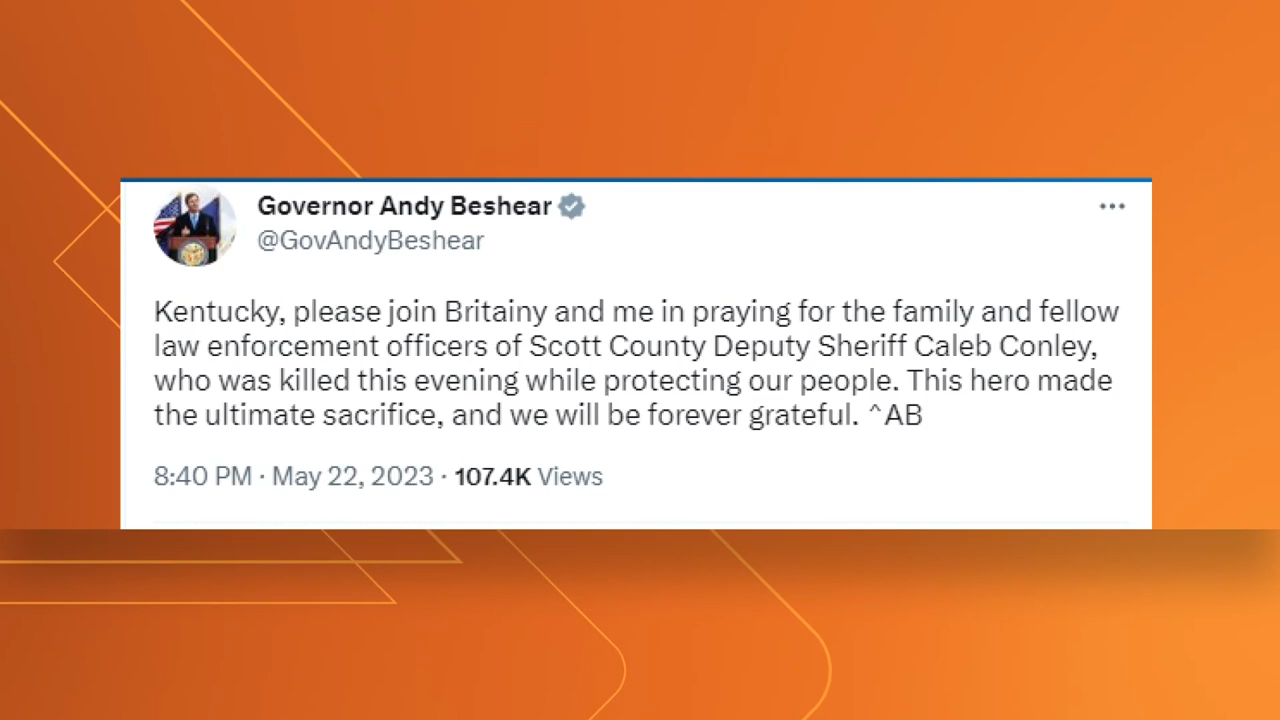 Governor Andy Beshear
@GovAndyBeshear
Kentucky, please join Britainy and me in praying for the family and fellow
law enforcement officers of Scott County Deputy Sheriff Caleb Conley,
who was killed this evening while protecting our people. This hero made
the ultimate sacrifice, and we will be forever grateful. ^AB
8:40 PM · May 22, 2023 · 107.4K Views